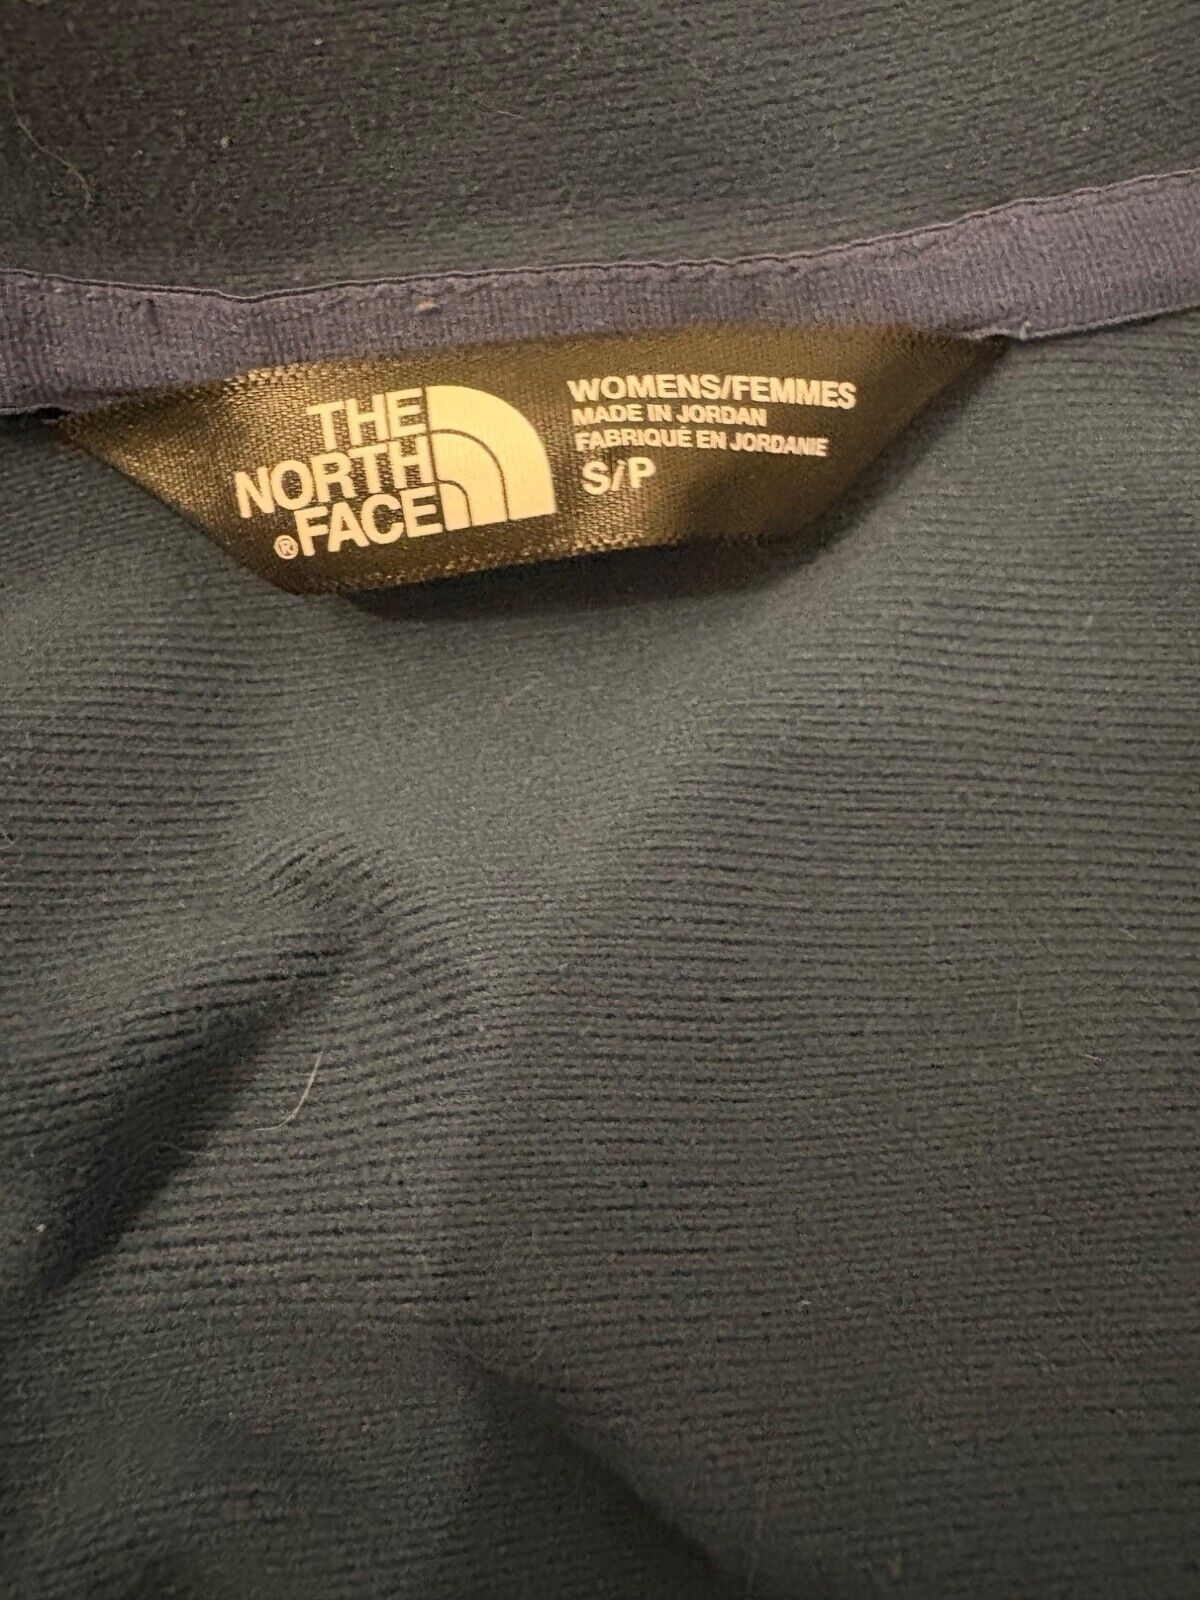 THE
NORTH
®FACE
WOMENS/FEMMES
MADE IN JORDAN
FABRIQUÉ EN JORDANIE
S/P